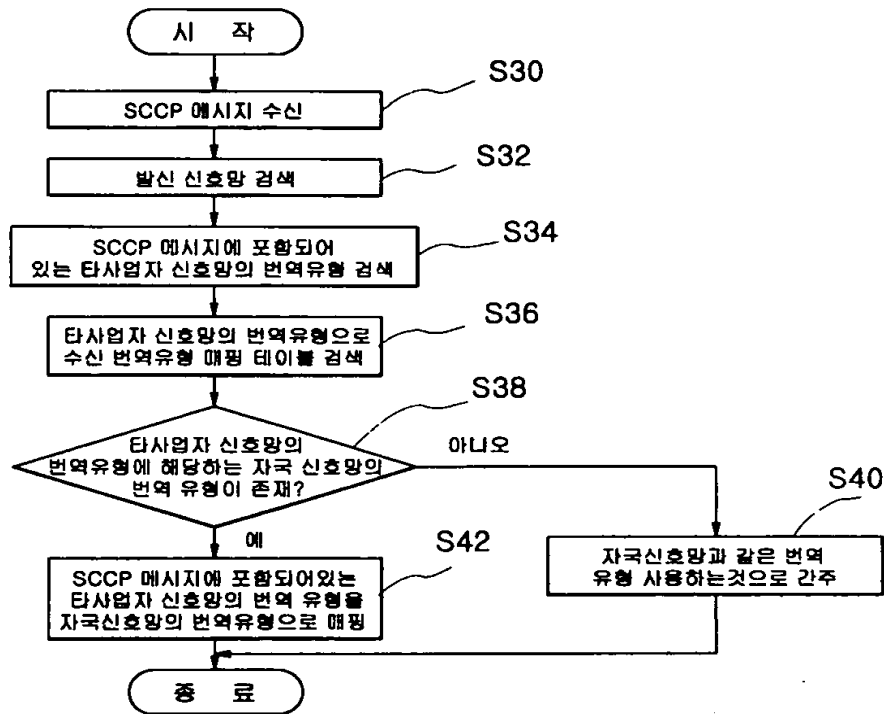 시 작
S30
SCCP 메시지 수신
S32
발신 신호망 검색
S34
SCCP 메시지에 포함되어
있는 타사업자 신호망의 번역유형 검색
S36
타사업자 신호망의 번역유형으로
수신 번역유형 매핑 테이블 검색
S38
타사업자 신호망의
번역유형에 해당하는 자국 신호망의
번역 유형이 존재?
아니오
예
S40
자국신호망과 같은 번역
유형 사용하는것으로 간주
S42
SCCP 메시지에 포함되어있는
타사업자 신호망의 번역 유형을
자국신호망의 번역유형으로 매핑
종 료